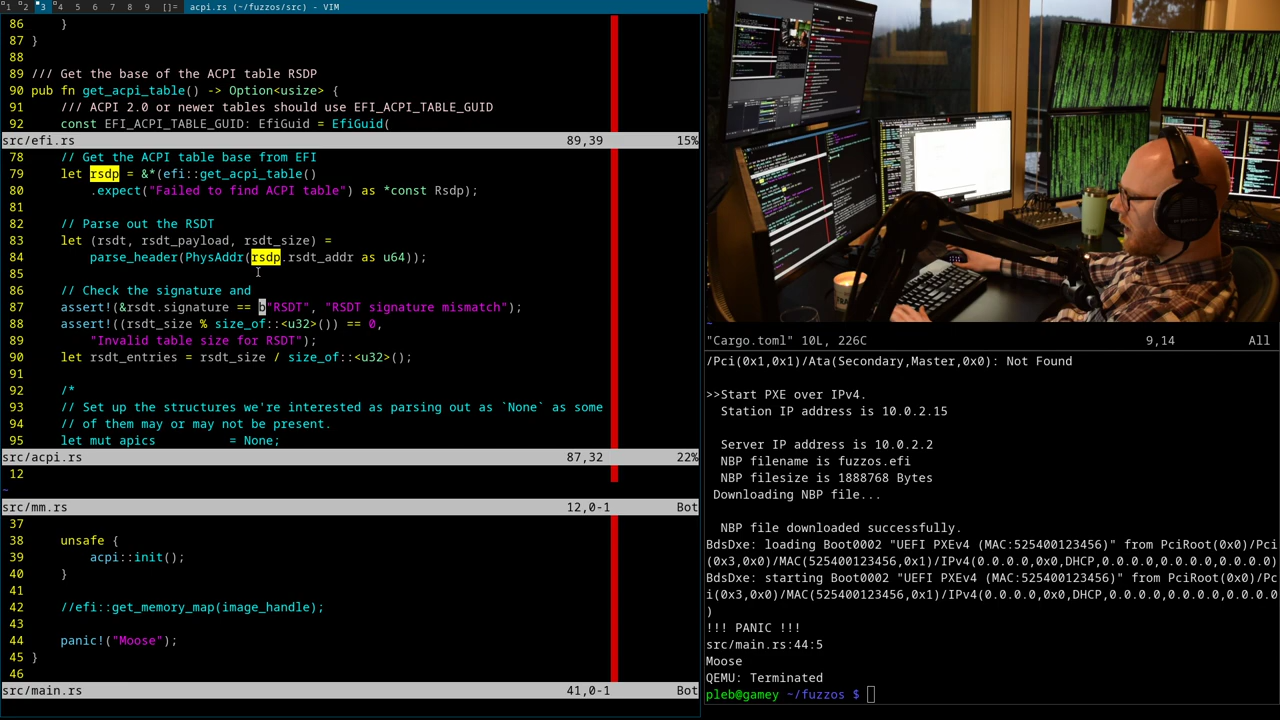 1 2 3 4 5 6 7 8 9 []= acpi.rs (~/fuzzos/src) - VIM
86     }
87 }
88
89 /// Get the base of the ACPI table RSDP
90 pub fn get_acpi_table() -> Option<usize> {
91     /// ACPI 2.0 or newer tables should use EFI_ACPI_TABLE_GUID
92     const EFI_ACPI_TABLE_GUID: EfiGuid = EfiGuid(
src/efi.rs 89,39 15%
78     // Get the ACPI table base from EFI
79     let rsdp = &*(efi::get_acpi_table()
80         .expect("Failed to find ACPI table") as *const Rsdp);
81
82     // Parse out the RSDT
83     let (rsdt, rsdt_payload, rsdt_size) =
84         parse_header(PhysAddr(rsdp.rsdt_addr as u64));
85
86     // Check the signature and
87     assert!(&rsdt.signature == b"RSDT", "RSDT signature mismatch");
88     assert!((rsdt_size % size_of::<u32>()) == 0,
89         "Invalid table size for RSDT");
90     let rsdt_entries = rsdt_size / size_of::<u32>();
91
92     /*
93     // Set up the structures we're interested as parsing out as `None` as some
94     // of them may or may not be present.
95     let mut apics          = None;
src/acpi.rs 87,32 22%
12
~
src/mm.rs 12,0-1 Bot
37
38     unsafe {
39         acpi::init();
40     }
41
42     //efi::get_memory_map(image_handle);
43
44     panic!("Moose");
45 }
46
src/main.rs 41,0-1 Bot
~
"Cargo.toml" 10L, 226C 9,14 All
/Pci(0x1,0x1)/Ata(Secondary,Master,0x0): Not Found
>>Start PXE over IPv4.
Station IP address is 10.0.2.15
Server IP address is 10.0.2.2
NBP filename is fuzzos.efi
NBP filesize is 1888768 Bytes
Downloading NBP file...
NBP file downloaded successfully.
BdsDxe: loading Boot0002 "UEFI PXEv4 (MAC:525400123456)" from PciRoot(0x0)/Pci
(0x3,0x0)/MAC(525400123456,0x1)/IPv4(0.0.0.0,0x0,DHCP,0.0.0.0,0.0.0.0,0.0.0.0)
BdsDxe: starting Boot0002 "UEFI PXEv4 (MAC:525400123456)" from PciRoot(0x0)/Pc
i(0x3,0x0)/MAC(525400123456,0x1)/IPv4(0.0.0.0,0x0,DHCP,0.0.0.0,0.0.0.0,0.0.0.0
)
!!! PANIC !!!
src/main.rs:44:5
Moose
QEMU: Terminated
pleb@gamey ~/fuzzos $